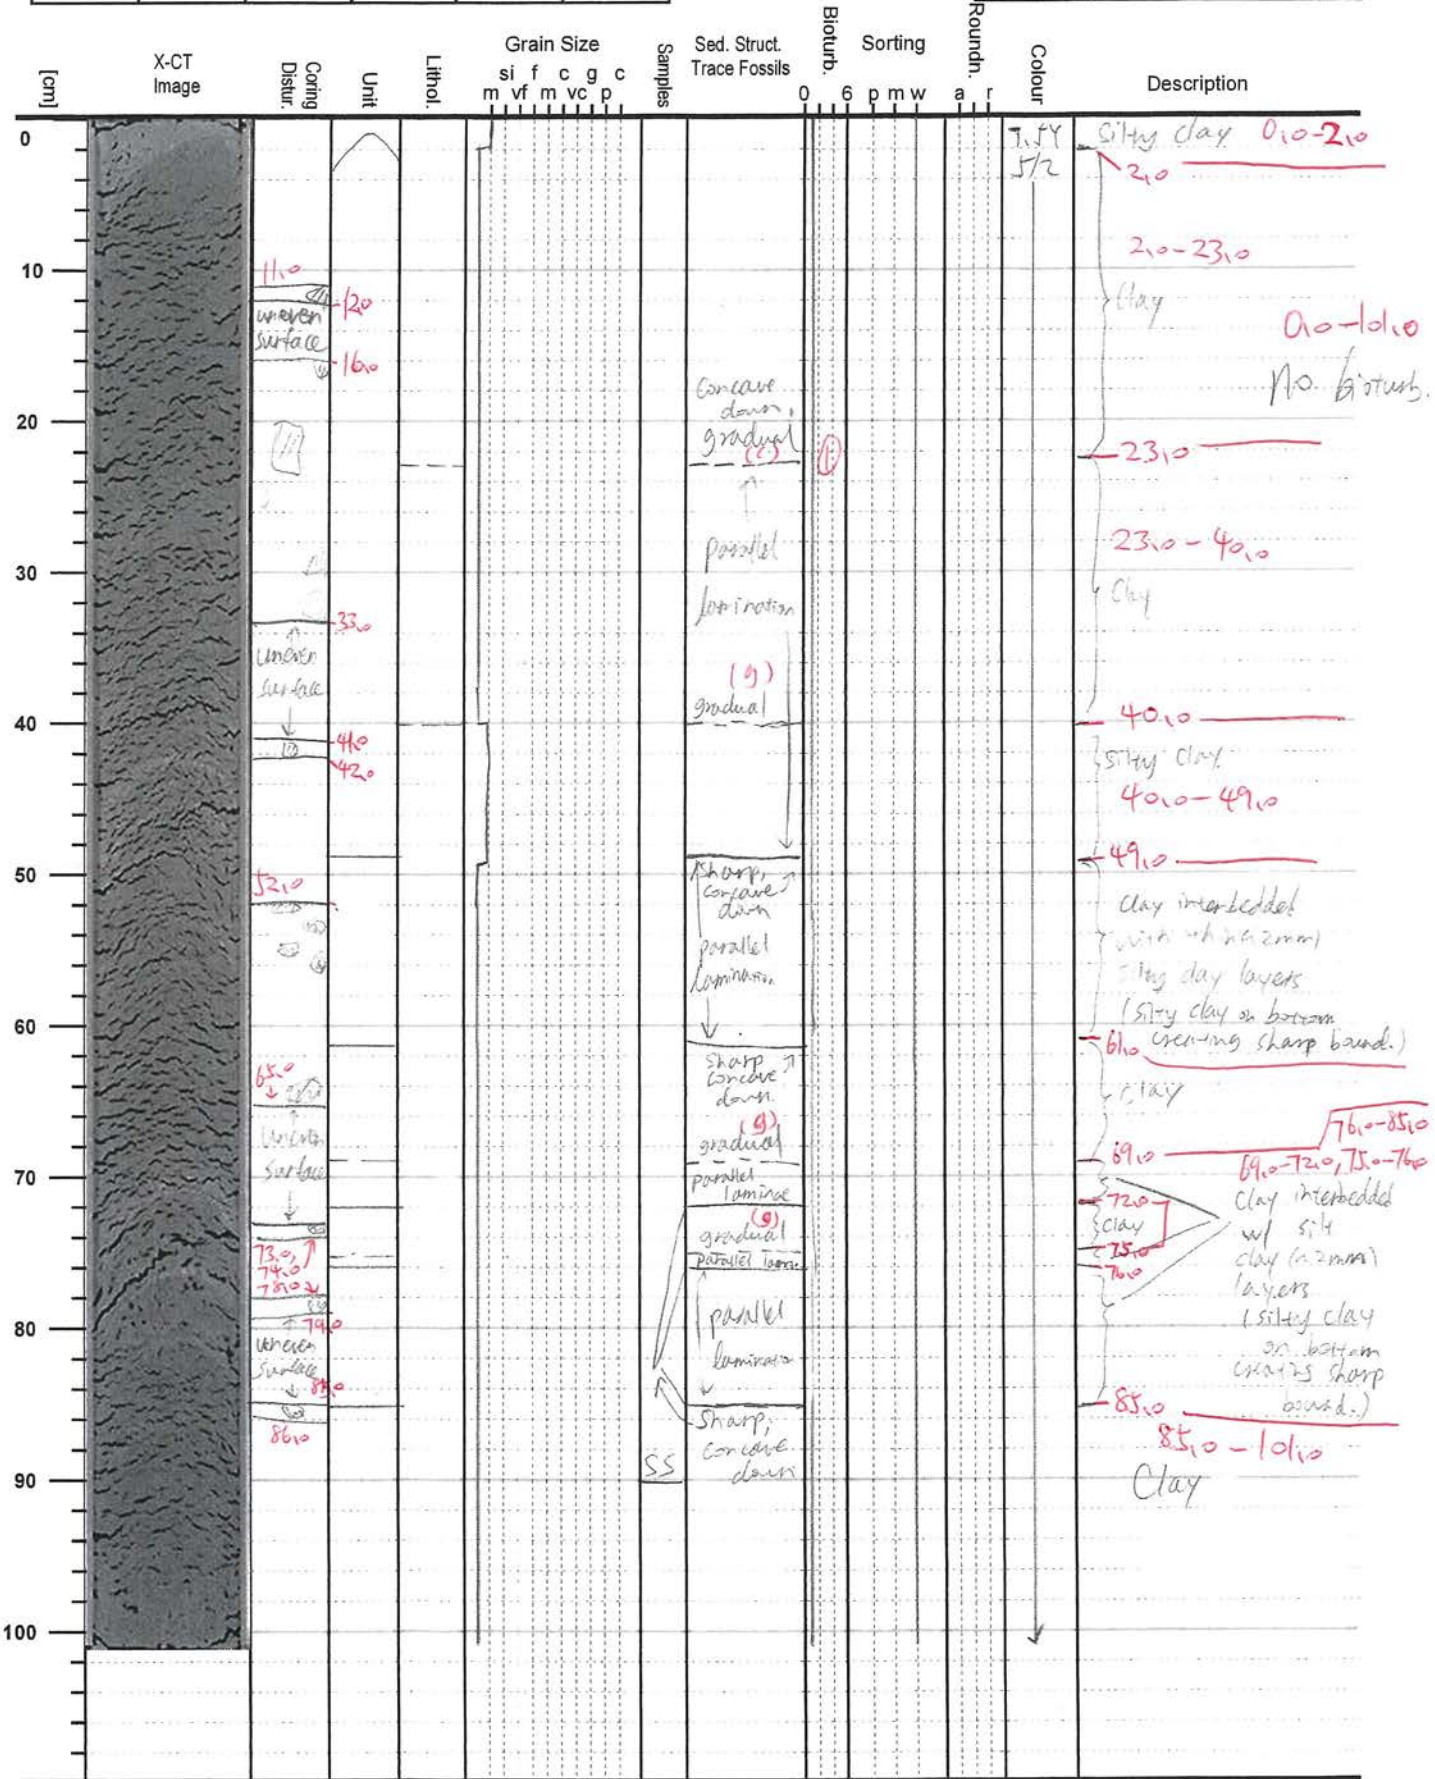 [cm]
X-CT
Image
Coring
Distur.
Unit
Lithol.
Grain Size
si f c g c
m vf m vc p
Samples
Sed. Struct.
Trace Fossils
Bioturb.
0 6
Sorting
p m w
Roundn.
a r
Colour
Description
0
10
20
30
40
50
60
70
80
90
100
11.0
12.0
uneven
surface
16.0
33.0
uneven
surface
41.0
42.0
52.0
65.0
uneven
surface
73.0,
74.0
78.0
79.0
uneven
surface
85.0
86.0
SS
concave
down,
gradual
parallel
lamination
(g)
gradual
sharp,
concave
down
parallel
lamination
sharp
concave
down.
(g)
gradual
parallel
laminae
(g)
gradual
parallel lamin
parallel
lamination
sharp,
concave
down
5/2
Silty clay 0.0-2.0
2.0
2.0-23.0
Clay
0.0-101.0
No bioturb.
23.0
23.0-40.0
Clay
40.0
silty clay
40.0-49.0
49.0
clay interbedded
silty clay layers
(silty clay on bottom
61.0 creating sharp bound.)
clay
76.0-85.0
69.0
69.0-72.0, 75.0-76.0
72.0
clay
75.0
76.0
clay interbedded
w/ silt
clay (~2mm)
layers
(silty clay
on bottom
creating sharp
bound.)
85.0
85.0-101.0
Clay